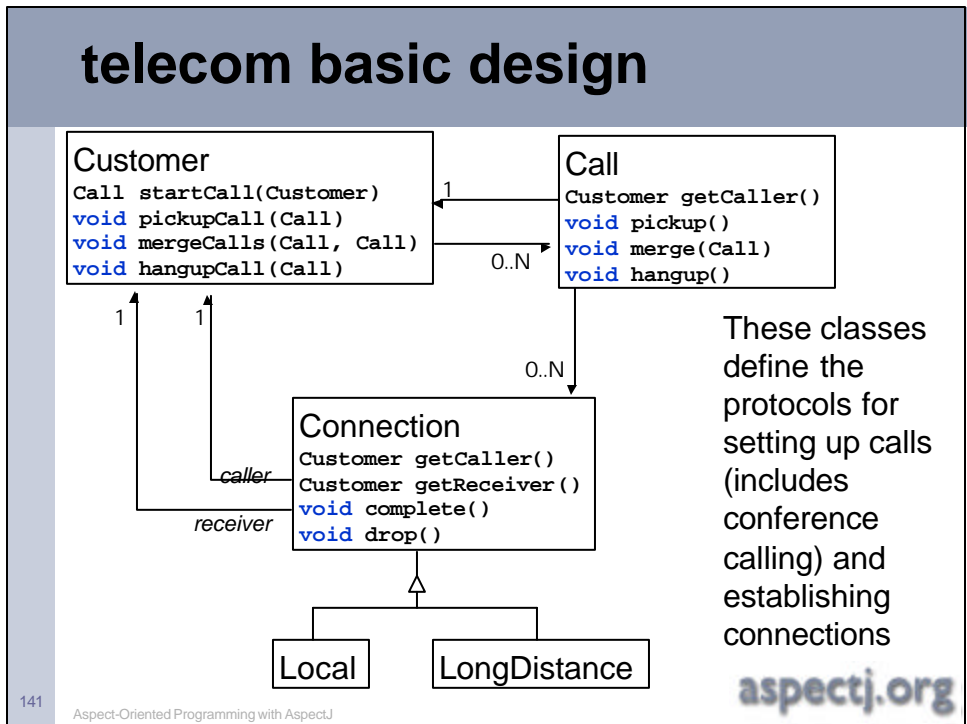 telecom basic design
Customer
Call startCall(Customer)
void pickupCall(Call)
void mergeCalls(Call, Call)
void hangupCall(Call)
1
0..N
Call
Customer getCaller()
void pickup()
void merge(Call)
void hangup()
1
1
0..N
Connection
Customer getCaller()
Customer getReceiver()
void complete()
void drop()
caller
receiver
Local
LongDistance
These classes
define the
protocols for
setting up calls
(includes
conference
calling) and
establishing
connections
141
Aspect-Oriented Programming with AspectJ
aspectj.org